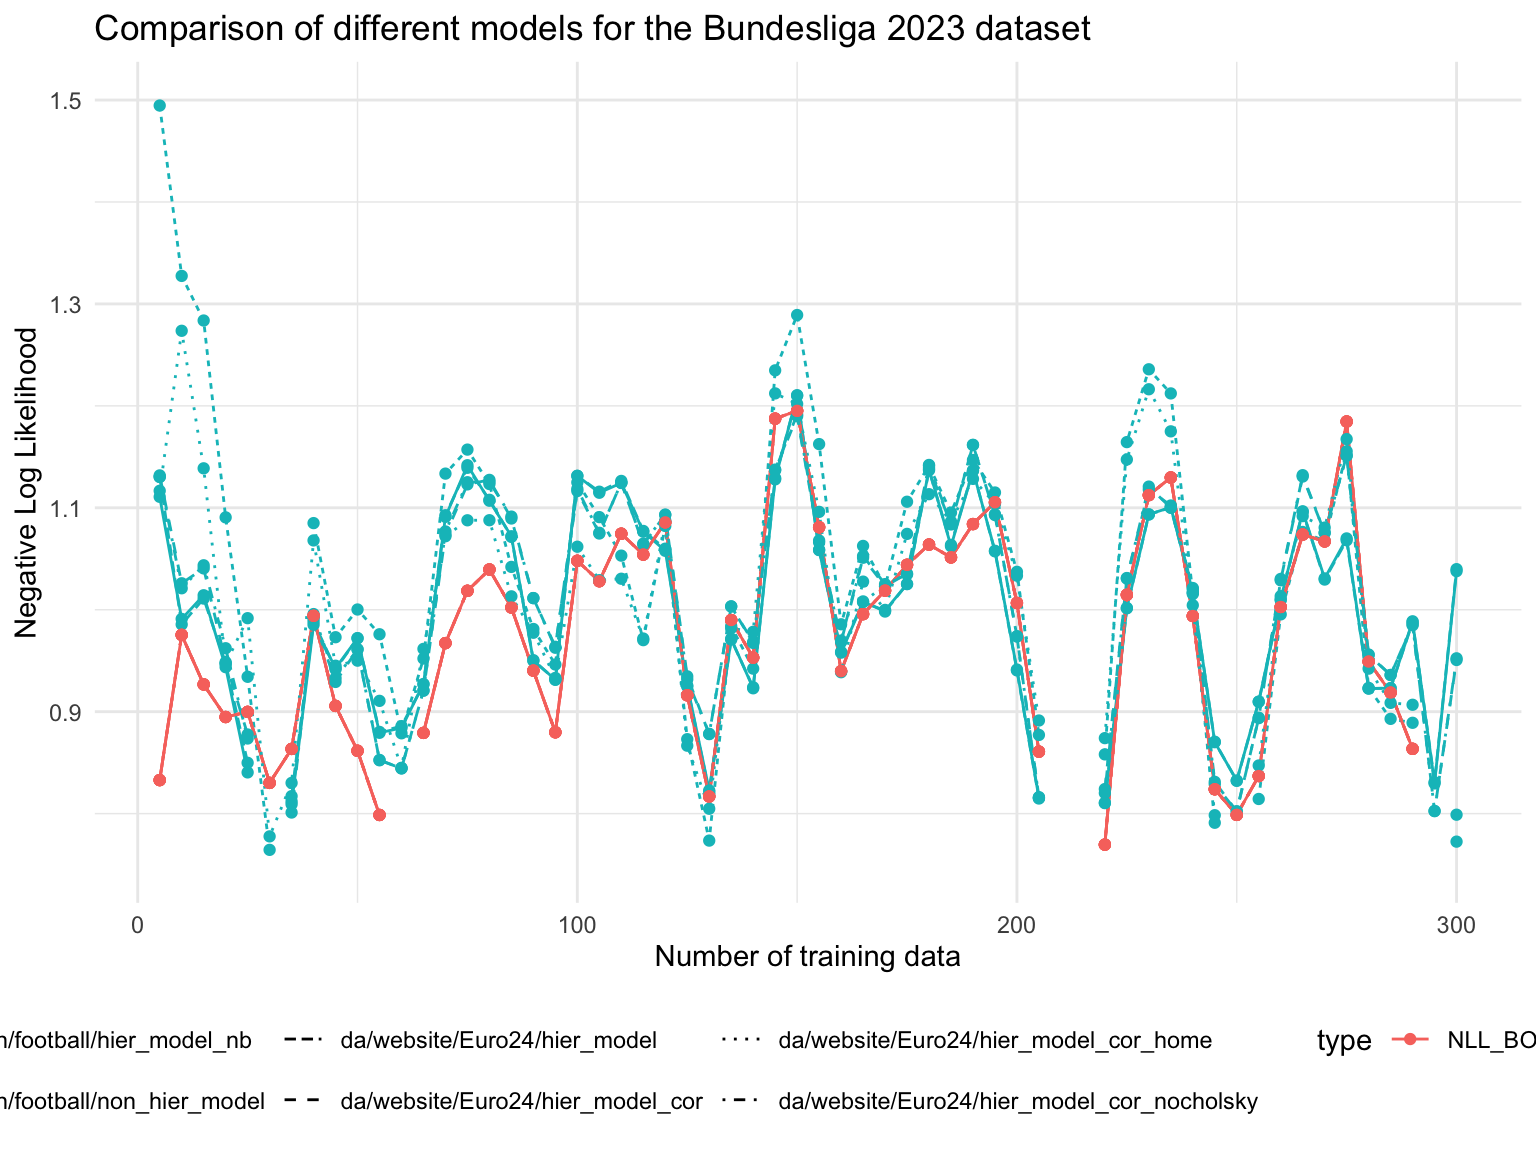 Comparison of different models for the Bundesliga 2023 dataset
Negative Log Likelihood
1.5
1.3
1.1
0.9
0
100
200
300
Number of training data
n/football/hier_model_nb
da/website/Euro24/hier_model
da/website/Euro24/hier_model_cor_home
type
NLL_BO
n/football/non_hier_model
da/website/Euro24/hier_model_cor
da/website/Euro24/hier_model_cor_nocholsky